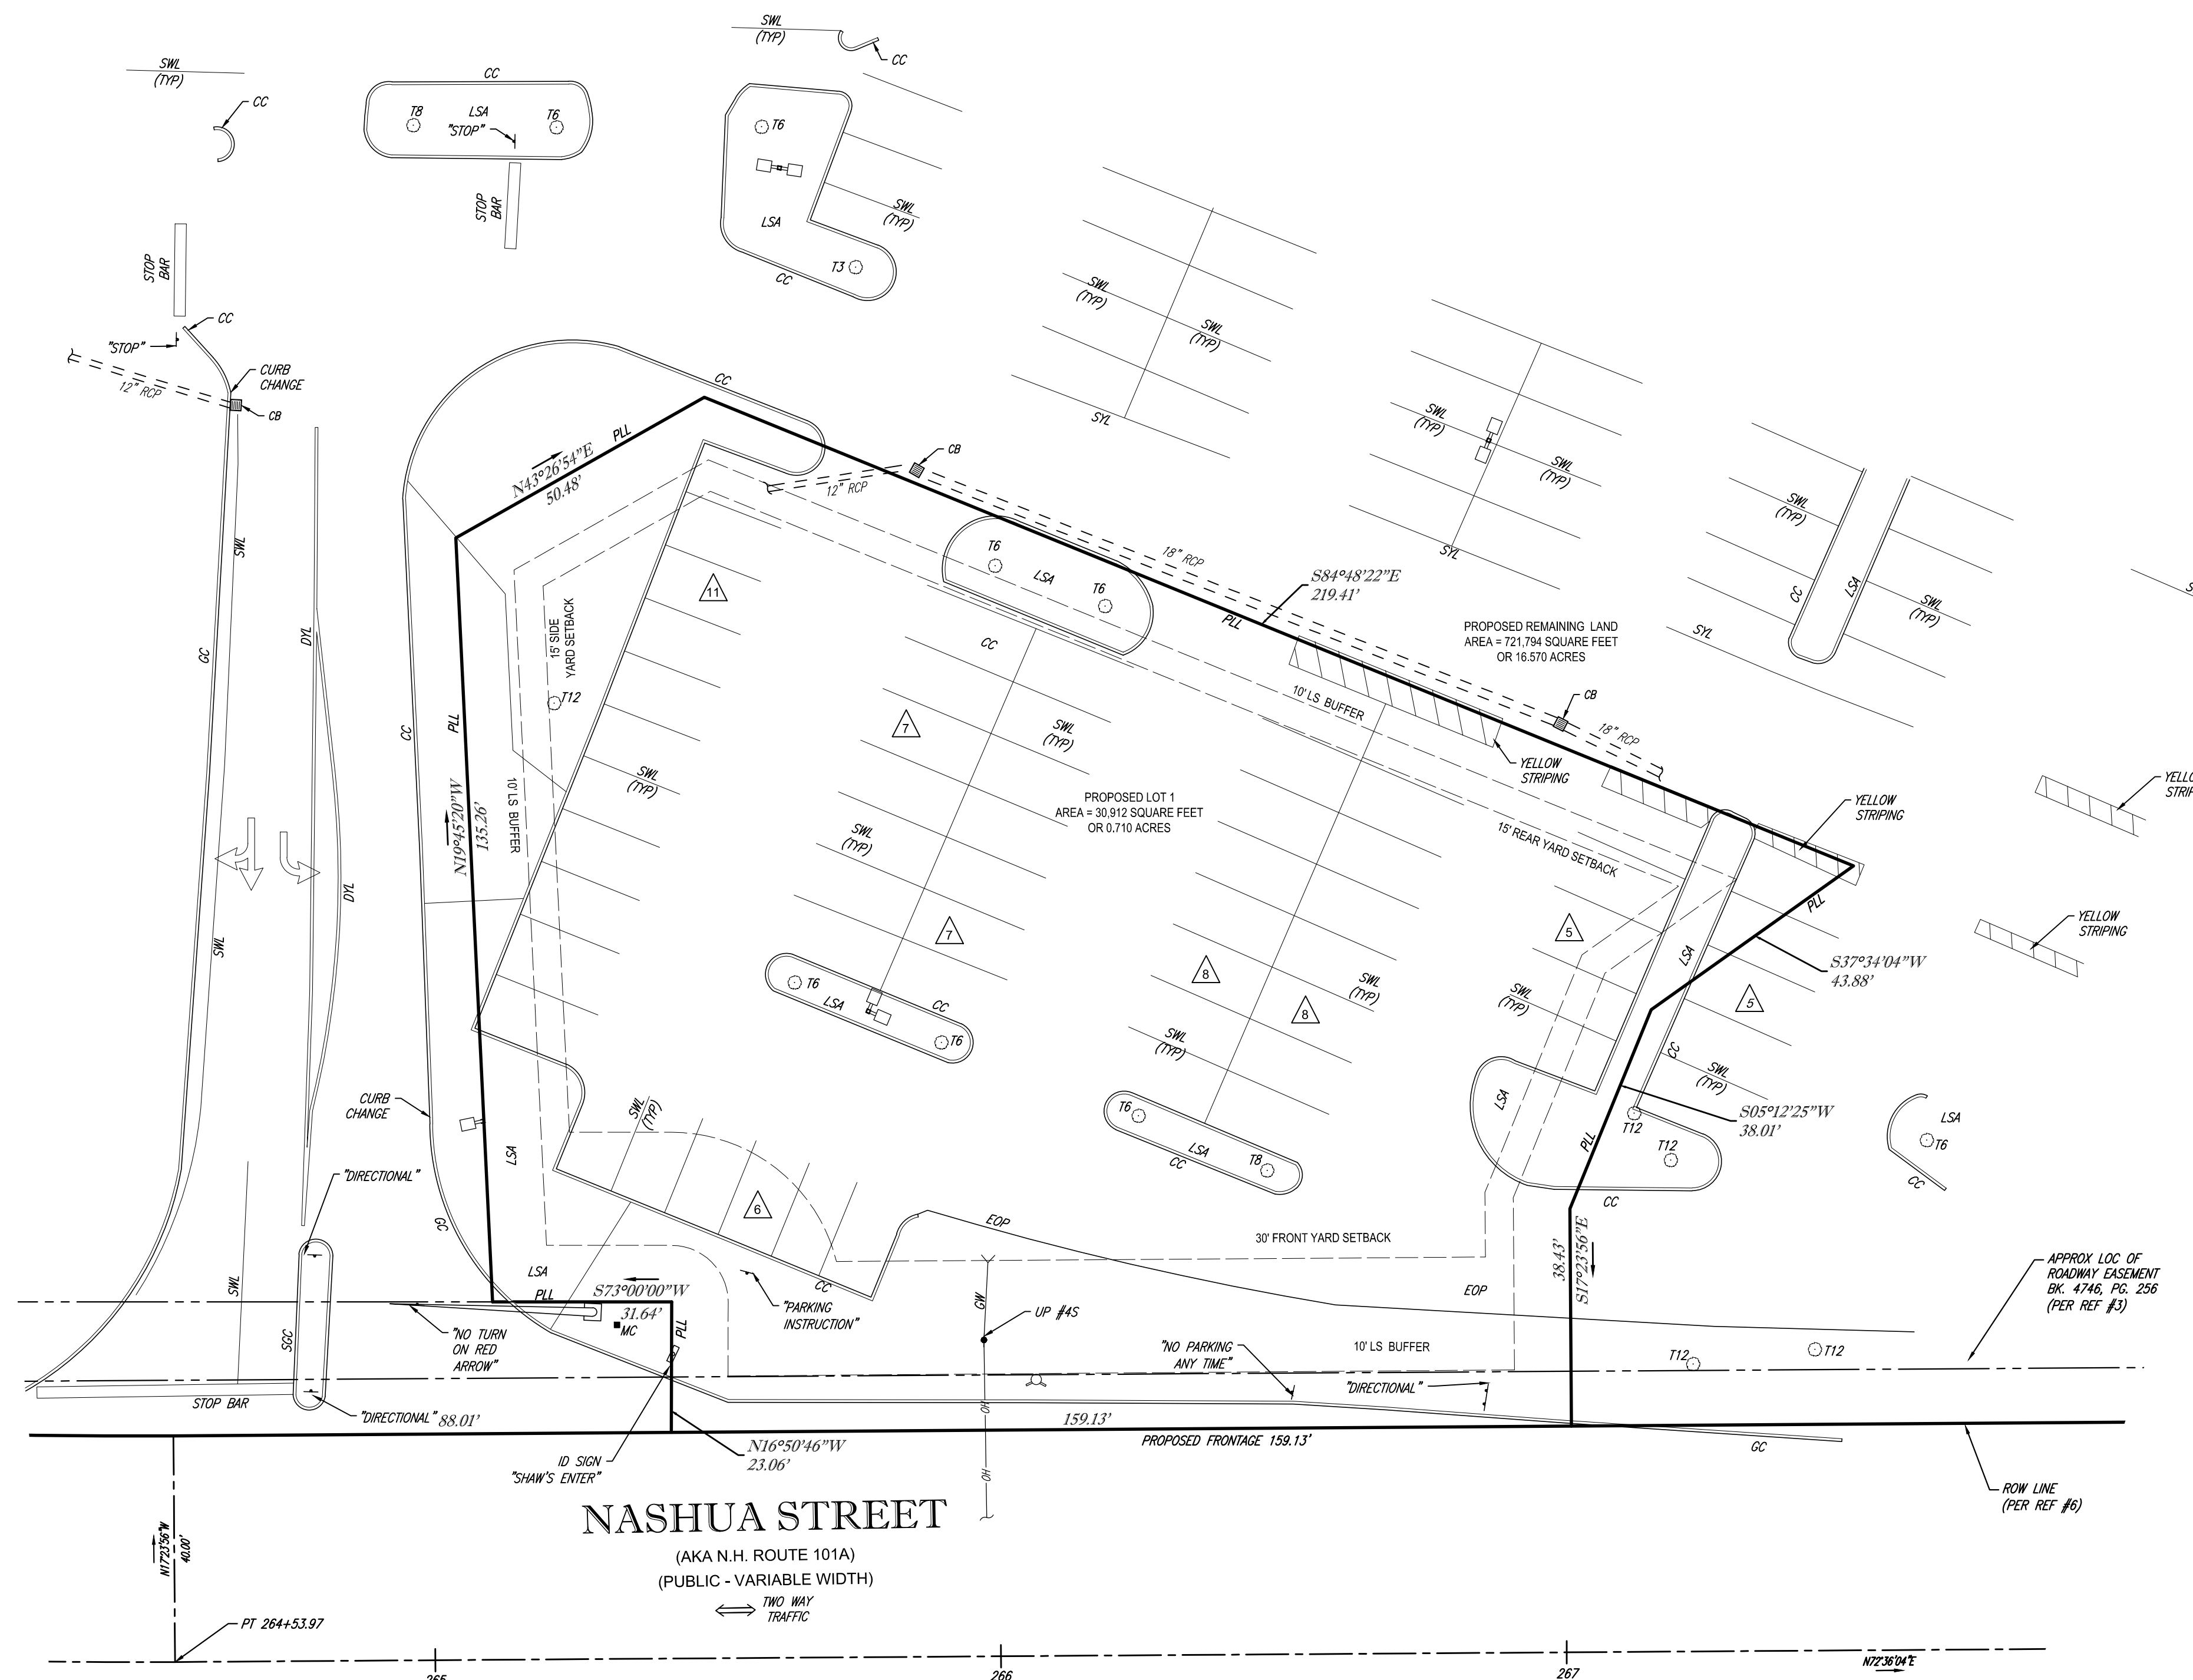 SWL
(TYP)
CC
SWL
(TYP)
CC
CC
T8
LSA
T6
"STOP"
STOP
BAR
T6
LSA
SWL
(TYP)
T3
CC
STOP
BAR
CC
"STOP"
12" RCP
CURB
CHANGE
CB
SWL
(TYP)
SWL
(TYP)
SYL
SWL
(TYP)
SWL
(TYP)
SYL
SWL
(TYP)
CC
LSA
SWL
(TYP)
SYL
CC
PLL
N43°26'54"E
50.48'
CB
12" RCP
18" RCP
T6
LSA
T6
S84°48'22"E
219.41'
PLL
PROPOSED REMAINING LAND
AREA = 721,794 SQUARE FEET
OR 16.570 ACRES
CB
18" RCP
10' LS BUFFER
YELLOW
STRIPING
YELLOW
STRIPING
YELLOW
STRIPING
SWL
GC
DYL
15' SIDE
YARD SETBACK
T12
11
CC
PLL
CC
7
SWL
(TYP)
SWL
(TYP)
N19°45'20"W
135.26'
10' LS BUFFER
PROPOSED LOT 1
AREA = 30,912 SQUARE FEET
OR 0.710 ACRES
SWL
(TYP)
15' REAR YARD SETBACK
DYL
SWL
7
5
PLL
LSA
S37°34'04"W
43.88'
T6
LSA
CC
T6
8
8
SWL
(TYP)
SWL
(TYP)
SWL
(TYP)
5
CC
SWL
(TYP)
CURB
CHANGE
SWL
(TYP)
LSA
T6
LSA
T8
CC
LSA
S05°12'25"W
38.01'
T12
T12
PLL
CC
LSA
T6
CC
"DIRECTIONAL"
GC
6
EOP
30' FRONT YARD SETBACK
38.43'
S17°23'56"E
EOP
APPROX LOC OF
ROADWAY EASEMENT
BK. 4746, PG. 256
(PER REF #3)
SWL
SGC
LSA
PLL
S73°00'00"W
31.64'
MC
PLL
CC
"PARKING
INSTRUCTION"
GW
UP #4S
"NO TURN
ON RED
ARROW"
"NO PARKING
ANY TIME"
10' LS BUFFER
"DIRECTIONAL"
T12
T12
STOP BAR
"DIRECTIONAL"
88.01'
OH
159.13'
PROPOSED FRONTAGE 159.13'
GC
ID SIGN
"SHAW'S ENTER"
N16°50'46"W
23.06'
OH
ROW LINE
(PER REF #6)
NASHUA STREET
(AKA N.H. ROUTE 101A)
(PUBLIC - VARIABLE WIDTH)
TWO WAY
TRAFFIC
N17°23'56"W
40.00'
PT 264+53.97
265
266
267
N72°36'04"E